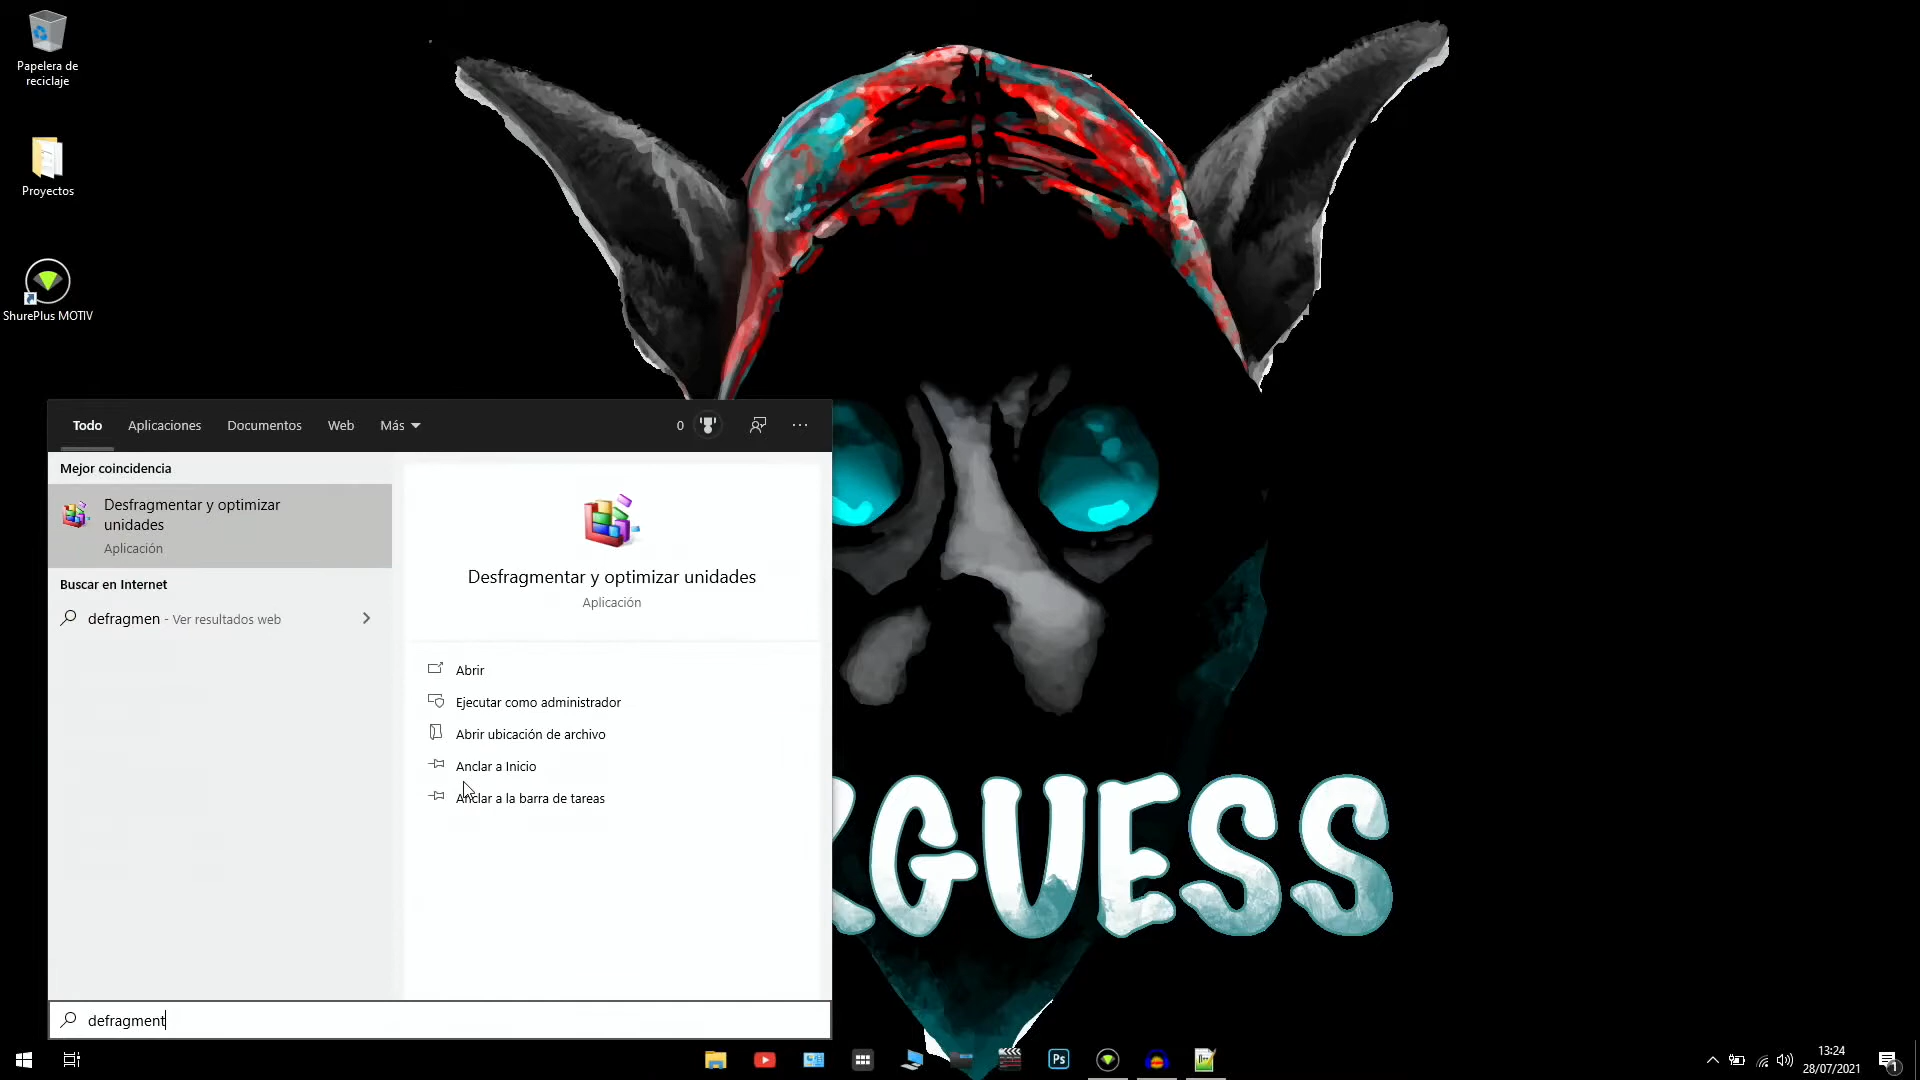 Papelera de
reciclaje
Proyectos
ShurePlus MOTIV
Todo
Aplicaciones
Documentos
Web
Más
0
Mejor coincidencia
Desfragmentar y optimizar
unidades
Aplicación
Buscar en Internet
defragmen - Ver resultados web
Desfragmentar y optimizar unidades
Aplicación
Abrir
Ejecutar como administrador
Abrir ubicación de archivo
Anclar a Inicio
Anclar a la barra de tareas
GUESS
defragment
Ps
13:24
28/07/2021
1